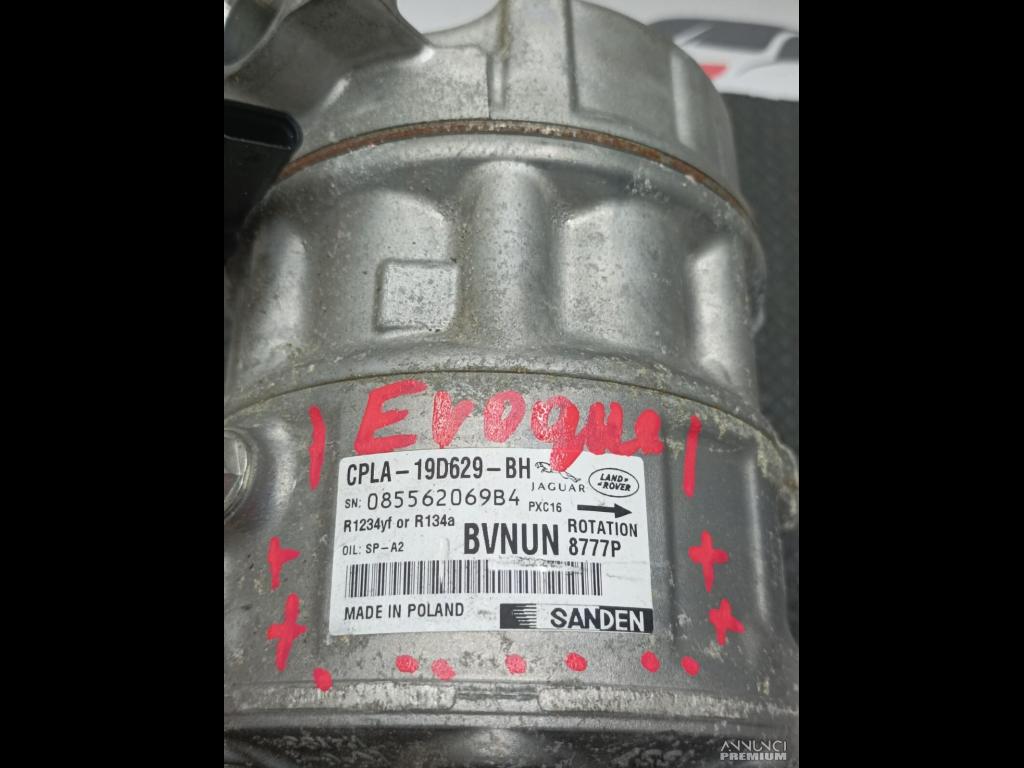 Evoque
CPLA-19D629-BH
JAGUAR
LAND ROVER
SN: 085562069B4
PXC16
R1234yf or R134a
ROTATION
OIL: SP-A2
BVNUN
8777P
MADE IN POLAND
SANDEN
ANNUNCI
PREMIUM